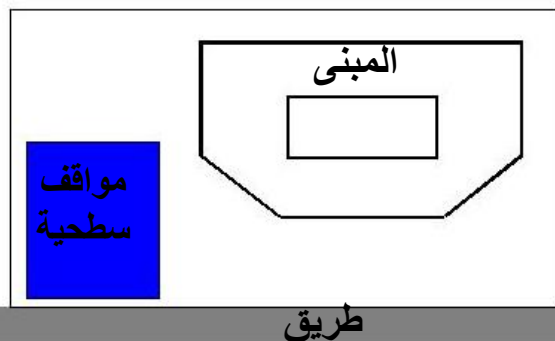 المبنى
مواقف
سطحية
طريق